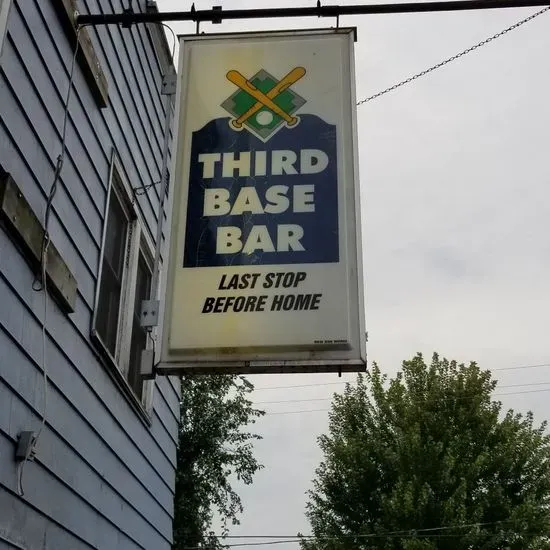 THIRD
BASE
BAR
LAST STOP
BEFORE HOME